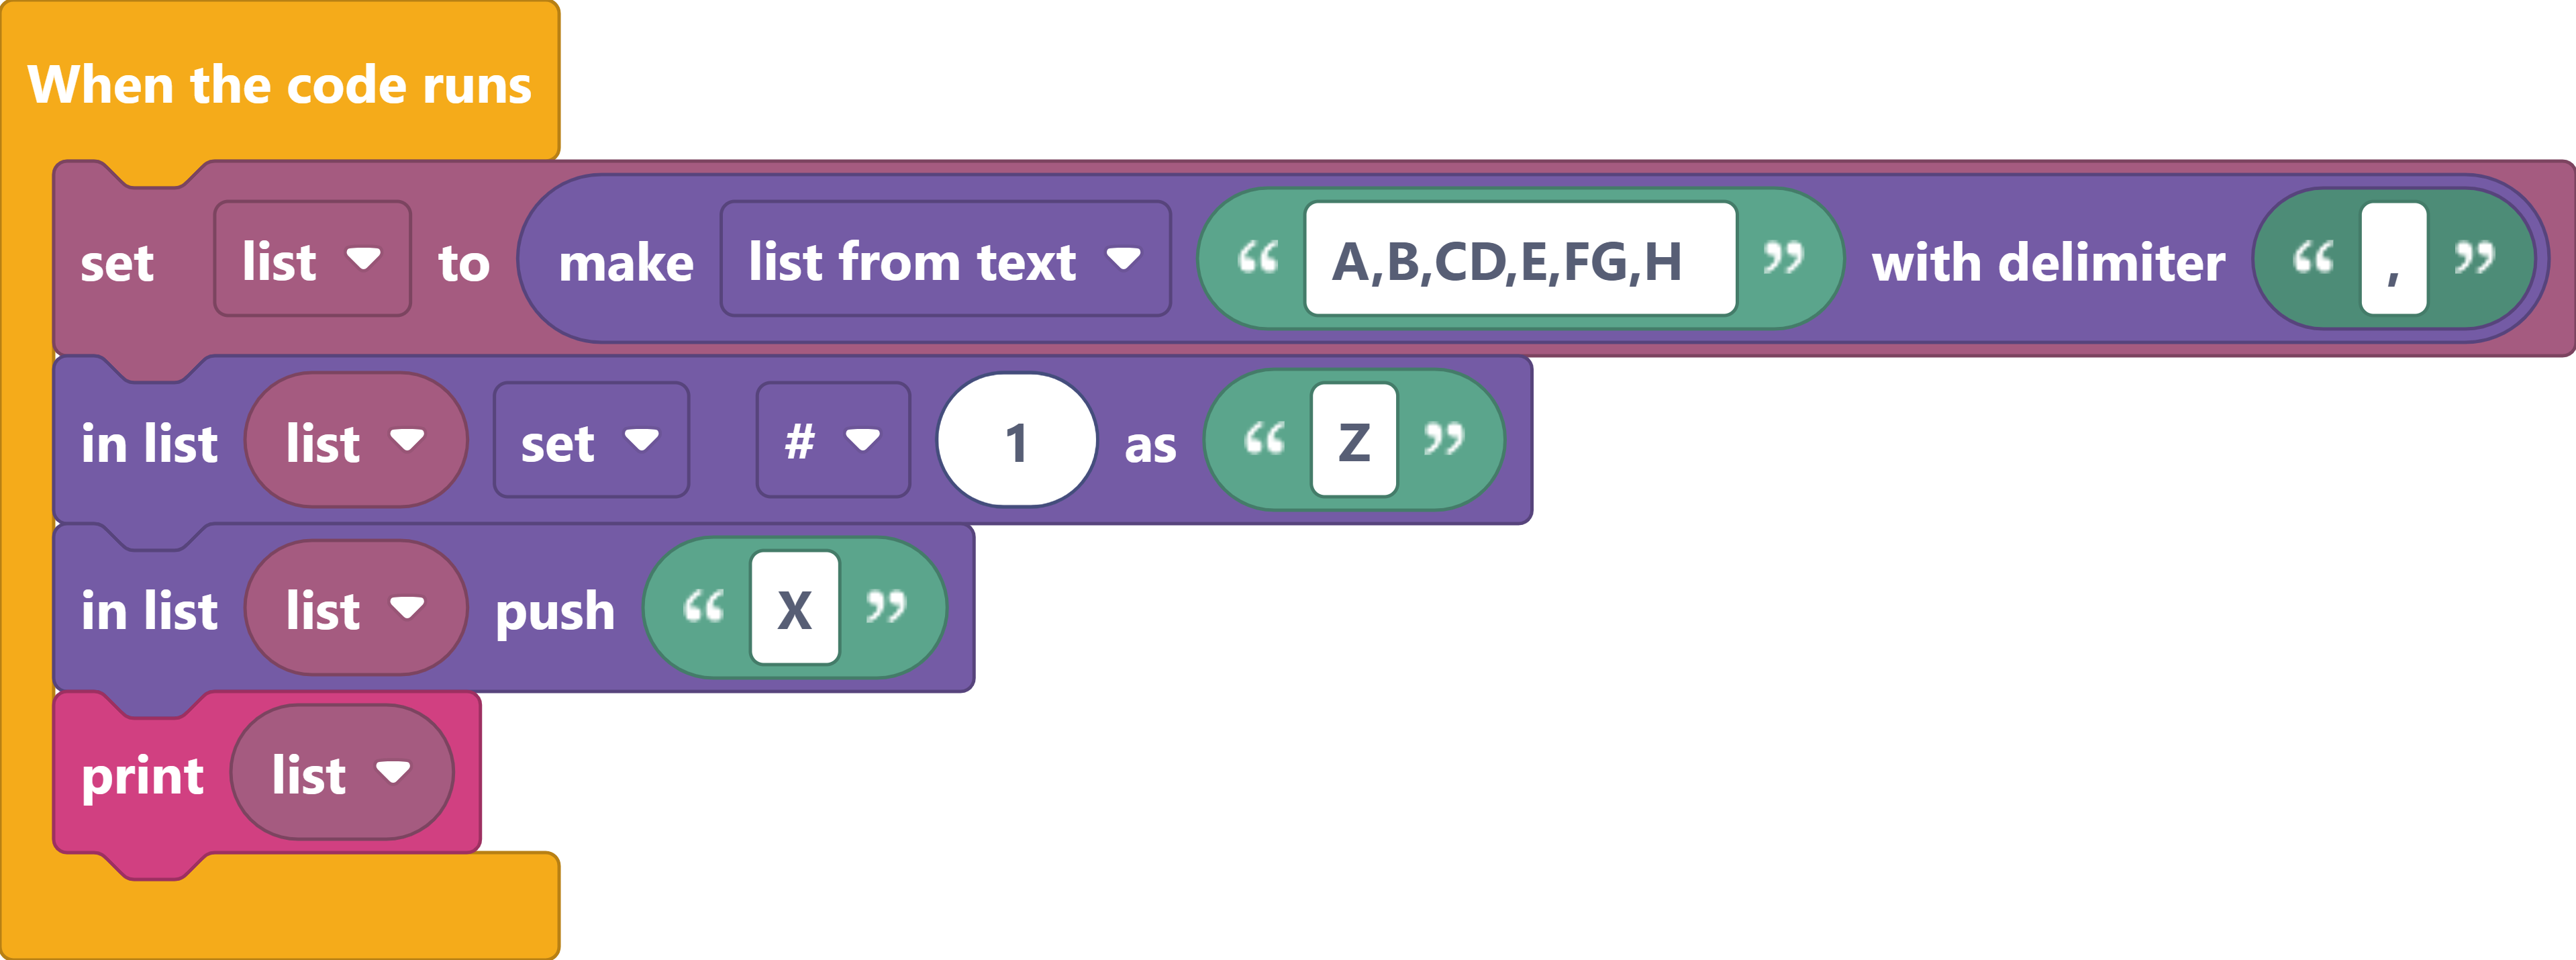 When the code runs
set list to make list from text “ A,B,CD,E,FG,H ” with delimiter “ , ”
in list list set # 1 as “ Z ”
in list list push “ X ”
print list